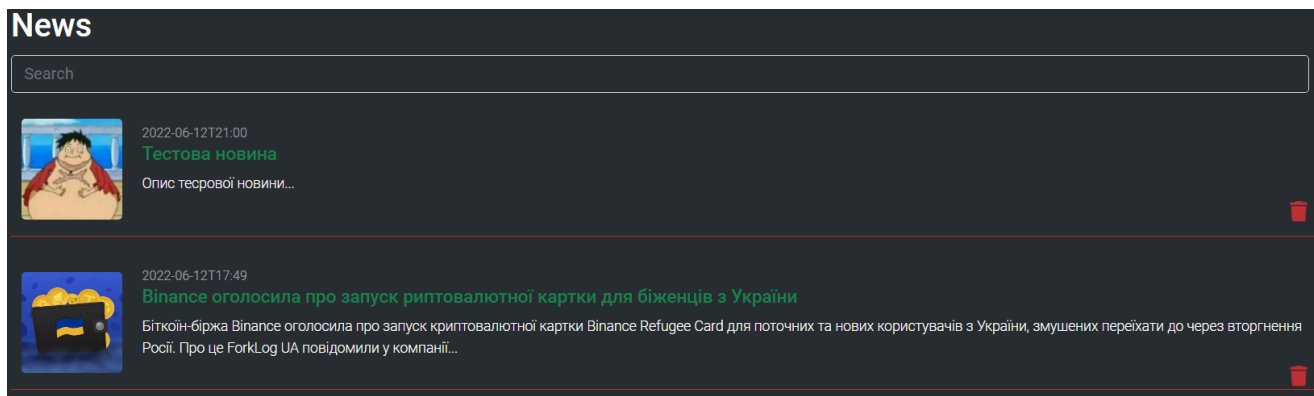 News
Search
2022-06-12T21:00
Тестова новина
Опис тесрової новини...
2022-06-12T17:49
Binance оголосила про запуск риптовалютної картки для біженців з України
Біткоїн-біржа Binance оголосила про запуск криптовалютної картки Binance Refugee Card для поточних та нових користувачів з України, змушених переїхати до через вторгнення
Росії. Про це ForkLog UA повідомили у компанії...